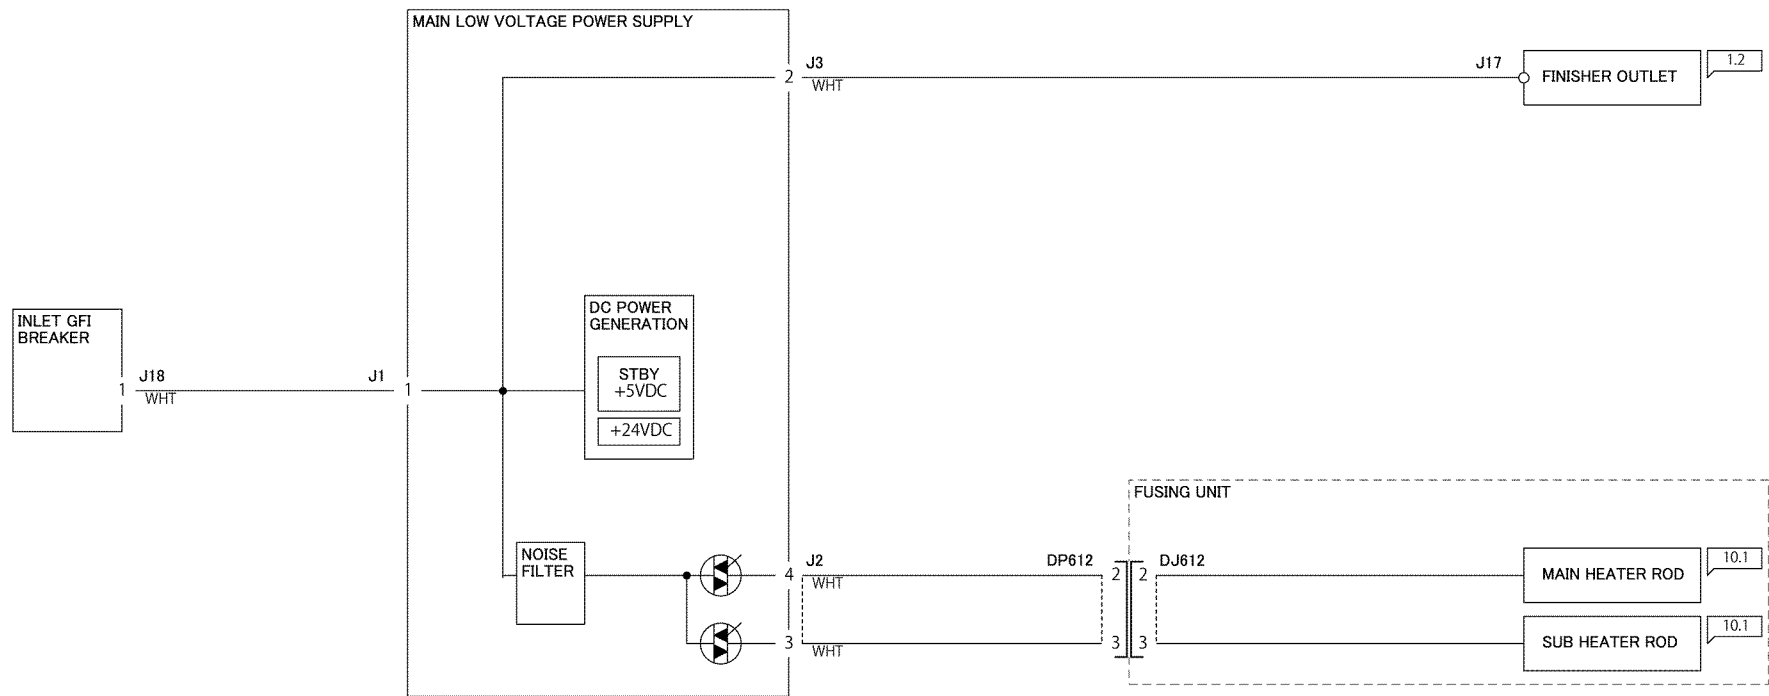 MAIN LOW VOLTAGE POWER SUPPLY
2
J3
WHT
J17
FINISHER OUTLET
1.2
INLET GFI
BREAKER
1
J18
WHT
J1
1
DC POWER
GENERATION
STBY
+5VDC
+24VDC
FUSING UNIT
NOISE
FILTER
4
J2
WHT
DP612
2
2
DJ612
MAIN HEATER ROD
10.1
3
WHT
3
3
SUB HEATER ROD
10.1